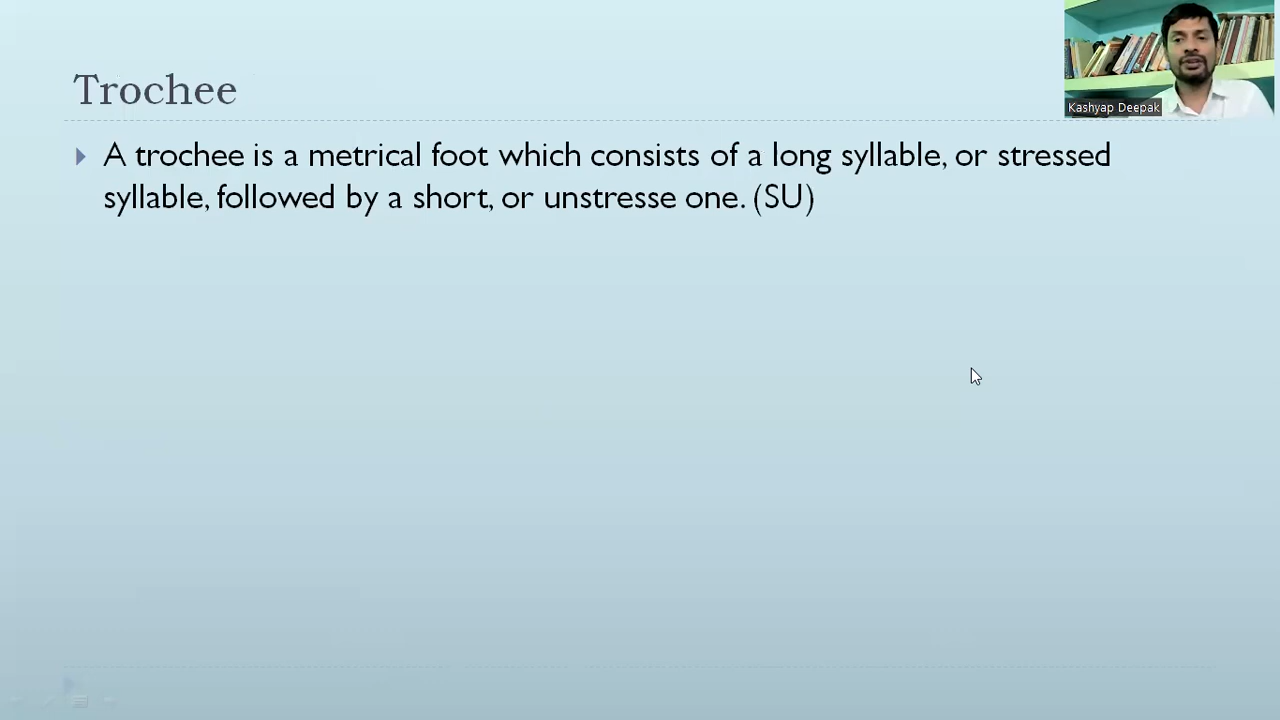 Trochee
Kashyap Deepak
A trochee is a metrical foot which consists of a long syllable, or stressed
syllable, followed by a short, or unstresse one. (SU)